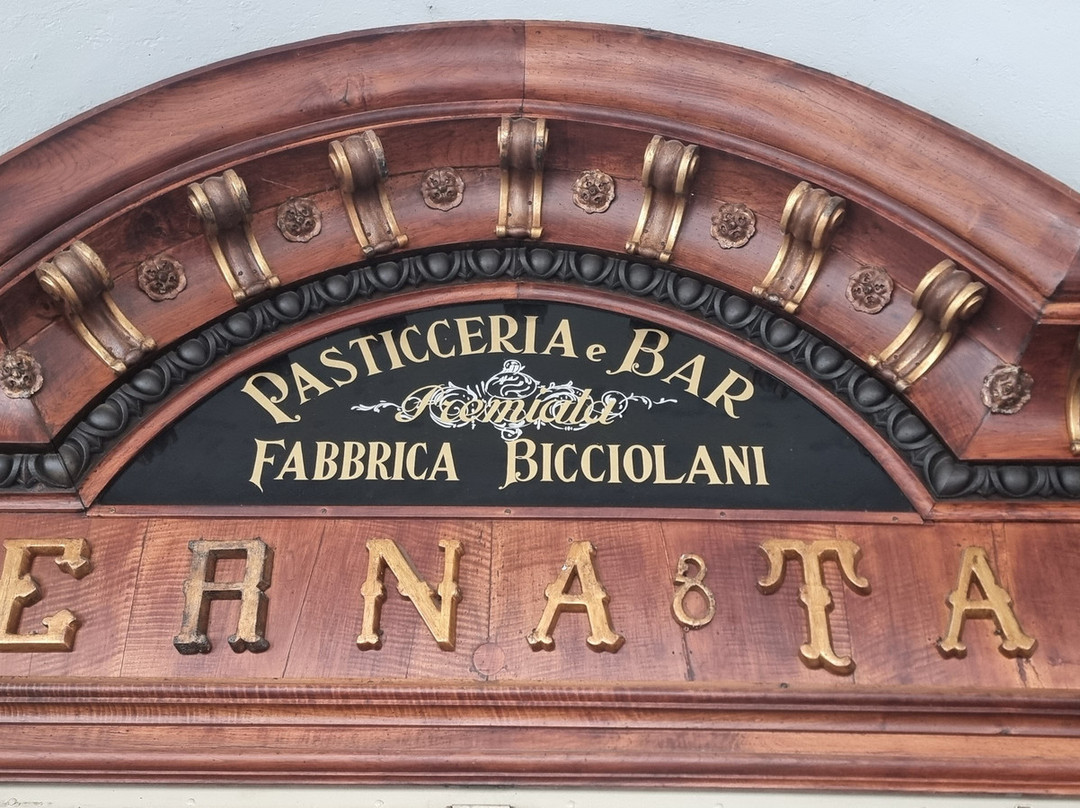 PASTICCERIA e BAR
Premiata
FABBRICA BICCIOLANI
ERNA & TA